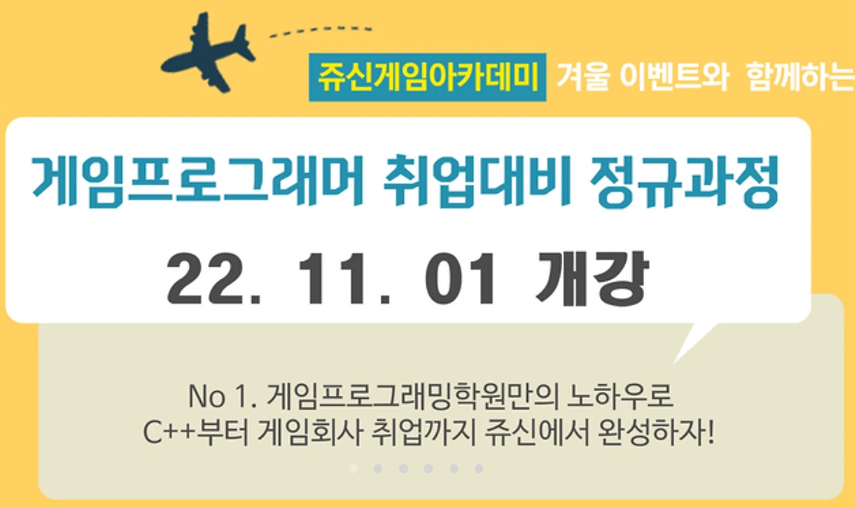 쥬신게임아카데미 겨울 이벤트와 함께하는
게임프로그래머 취업대비 정규과정
22. 11. 01 개강
No 1. 게임프로그래밍학원만의 노하우로
C++부터 게임회사 취업까지 쥬신에서 완성하자!